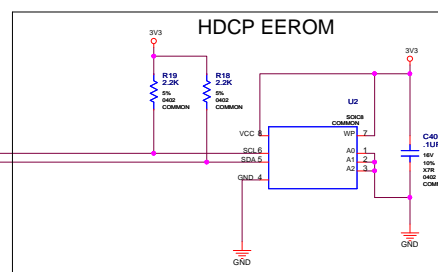 HDCP EEROM
3V3
3V3
R19
2.2K
5%
0402
COMMON
R18
2.2K
5%
0402
COMMON
U2
SOIC8
COMMON
VCC 8
WP 7
SCL 6
SDA 5
GND 4
A0 1
A1 2
A2 3
C40
.1UF
16V
10%
X7R
0402
COMM
GND
GND